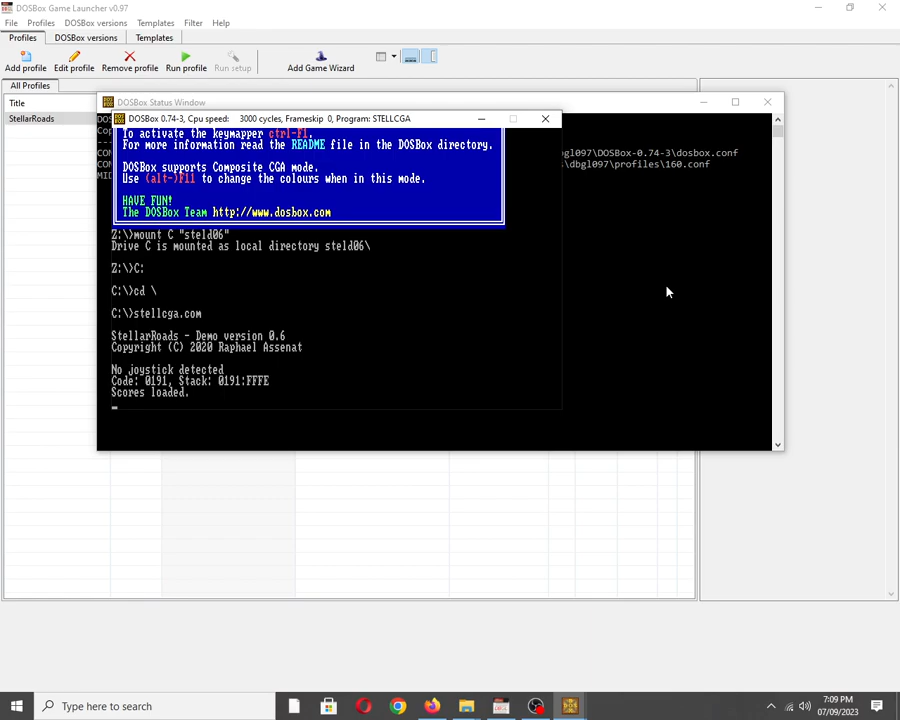 DOSBox Game Launcher v0.97
File Profiles DOSBox versions Templates Filter Help
Profiles DOSBox versions Templates
Add profile Edit profile Remove profile Run profile Run setup Add Game Wizard
All Profiles
Title
StellarRoads
DOSBox Status Window
DOSBox 0.74-3, Cpu speed: 3000 cycles, Frameskip 0, Program: STELLCGA
To activate the keymapper ctrl-F1.
For more information read the README file in the DOSBox directory.
DOSBox supports Composite CGA mode.
Use (alt-)F11 to change the colours when in this mode.
HAVE FUN!
The DOSBox Team http://www.dosbox.com
gl097\DOSBox-0.74-3\dosbox.conf
\dbgl097\profiles\160.conf
Z:\>mount C "steld06"
Drive C is mounted as local directory steld06\
Z:\>C:
C:\>cd \
C:\>stellcga.com
StellarRoads - Demo version 0.6
Copyright (C) 2020 Raphael Assenat
No joystick detected
Code: 0191, Stack: 0191:FFFE
Scores loaded.
Type here to search
7:09 PM
07/09/2023